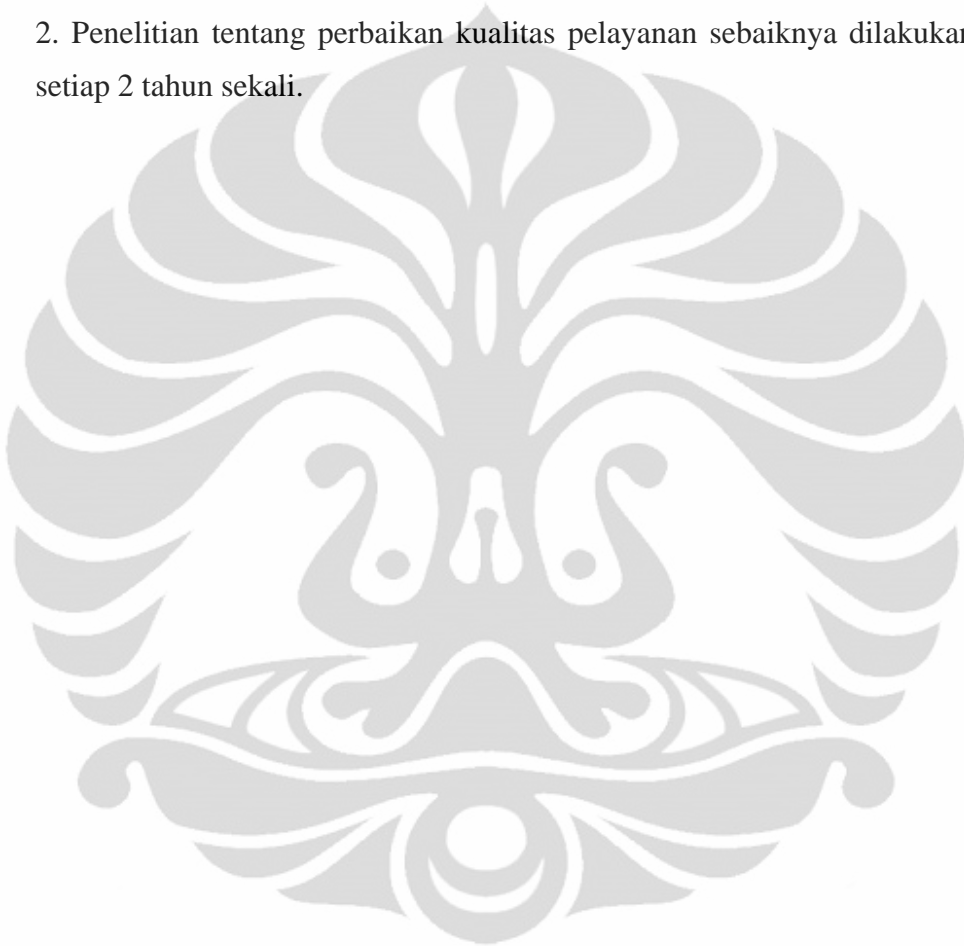 2. Penelitian tentang perbaikan kualitas pelayanan sebaiknya dilakukan
setiap 2 tahun sekali.